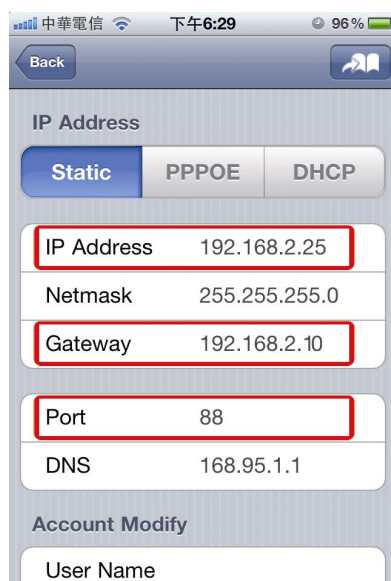 中華電信 下午6:29 96%
Back
IP Address
Static PPPOE DHCP
IP Address 192.168.2.25
Netmask 255.255.255.0
Gateway 192.168.2.10
Port 88
DNS 168.95.1.1
Account Modify
User Name